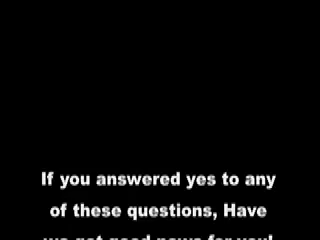 If you answered yes to any
of these questions, Have
we got good news for you!